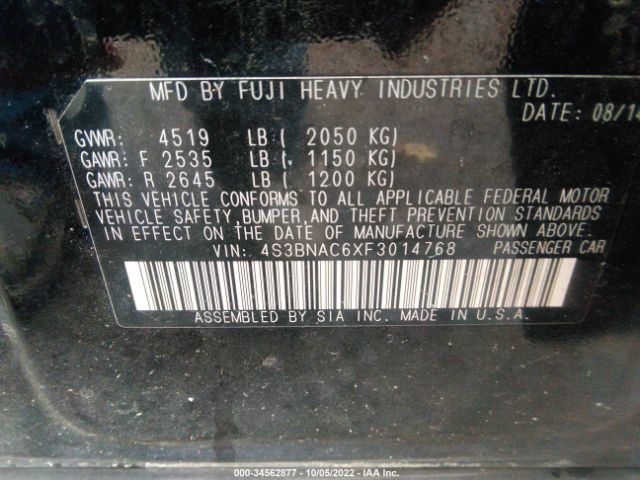 MFD BY FUJI HEAVY INDUSTRIES LTD.
DATE: 08/14
GVWR: 4519 LB ( 2050 KG)
GAWR: F 2535 LB ( 1150 KG)
GAWR: R 2645 LB ( 1200 KG)
THIS VEHICLE CONFORMS TO ALL APPLICABLE FEDERAL MOTOR
VEHICLE SAFETY, BUMPER, AND THEFT PREVENTION STANDARDS
IN EFFECT ON THE DATE OF MANUFACTURE SHOWN ABOVE.
VIN: 4S3BNAC6XF3014768 PASSENGER CAR
ASSEMBLED BY SIA INC. MADE IN U.S.A.
000-34562877 - 10/05/2022 - IAA Inc.